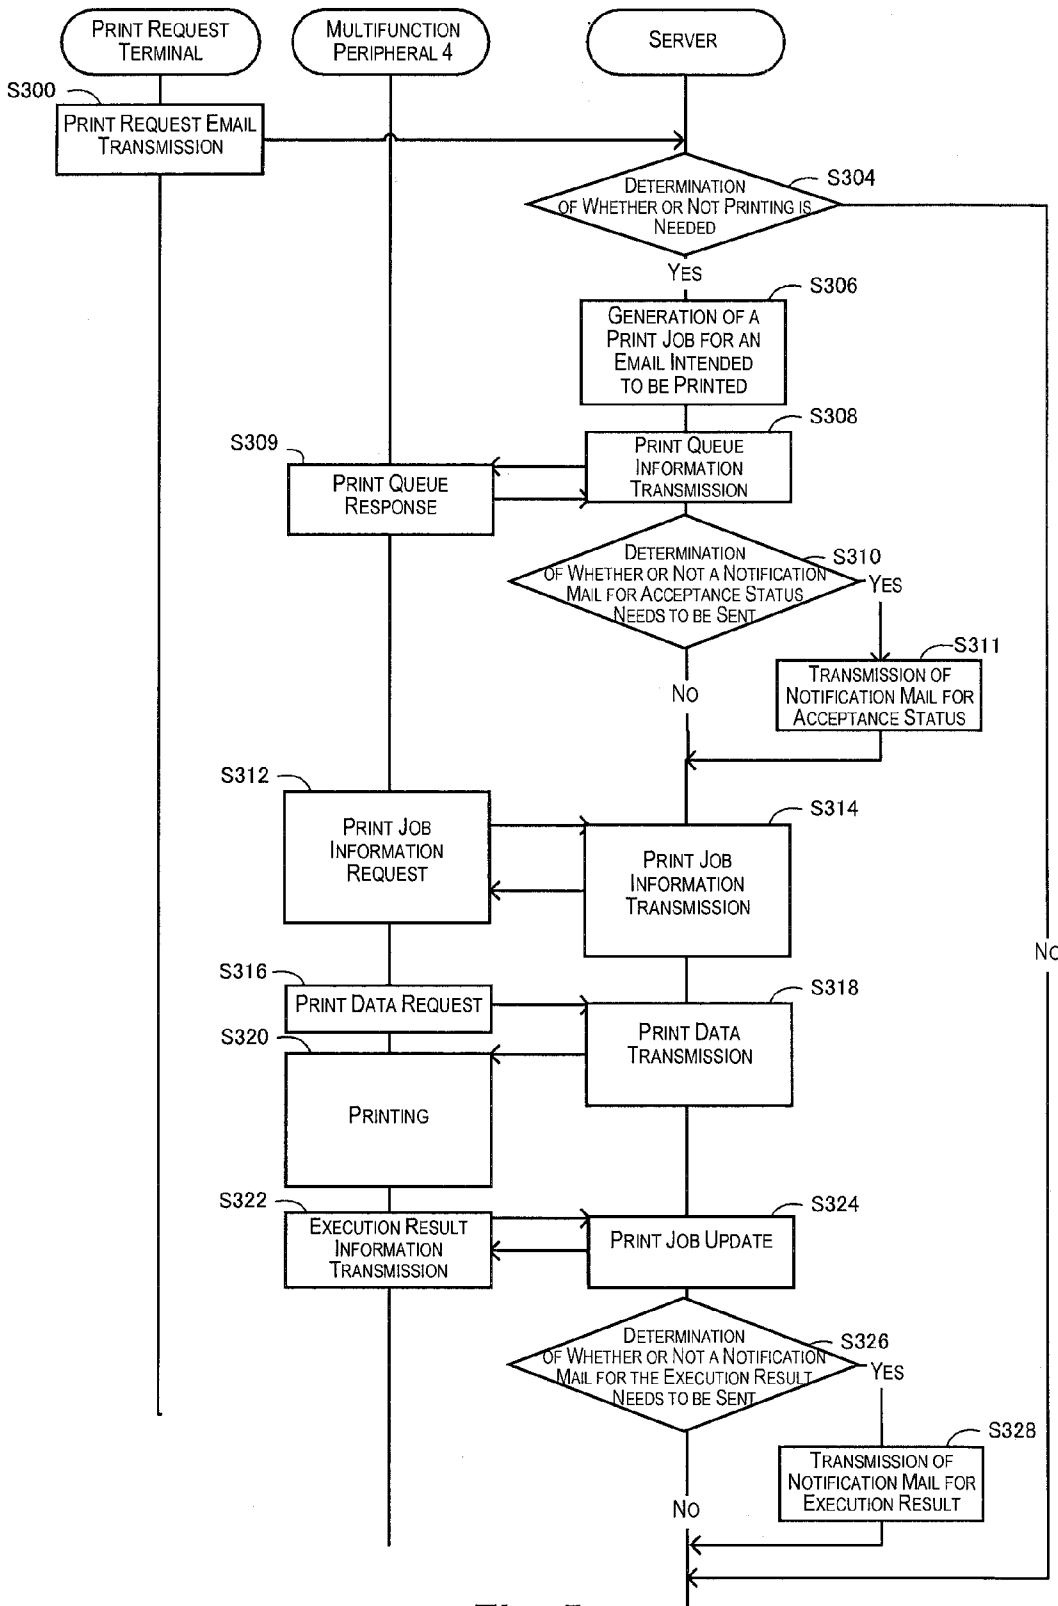 PRINT REQUEST
TERMINAL
MULTIFUNCTION
PERIPHERAL 4
SERVER
S300
PRINT REQUEST EMAIL
TRANSMISSION
S304
DETERMINATION
OF WHETHER OR NOT PRINTING IS
NEEDED
YES
S306
GENERATION OF A
PRINT JOB FOR AN
EMAIL INTENDED
TO BE PRINTED
S308
PRINT QUEUE
INFORMATION
TRANSMISSION
S309
PRINT QUEUE
RESPONSE
S310
DETERMINATION
OF WHETHER OR NOT A NOTIFICATION
MAIL FOR ACCEPTANCE STATUS
NEEDS TO BE SENT
YES
S311
TRANSMISSION OF
NOTIFICATION MAIL FOR
ACCEPTANCE STATUS
NO
S312
PRINT JOB
INFORMATION
REQUEST
S314
PRINT JOB
INFORMATION
TRANSMISSION
NO
S316
PRINT DATA REQUEST
S318
PRINT DATA
TRANSMISSION
S320
PRINTING
S322
EXECUTION RESULT
INFORMATION
TRANSMISSION
S324
PRINT JOB UPDATE
S326
DETERMINATION
OF WHETHER OR NOT A NOTIFICATION
MAIL FOR THE EXECUTION RESULT
NEEDS TO BE SENT
YES
S328
TRANSMISSION OF
NOTIFICATION MAIL FOR
EXECUTION RESULT
NO